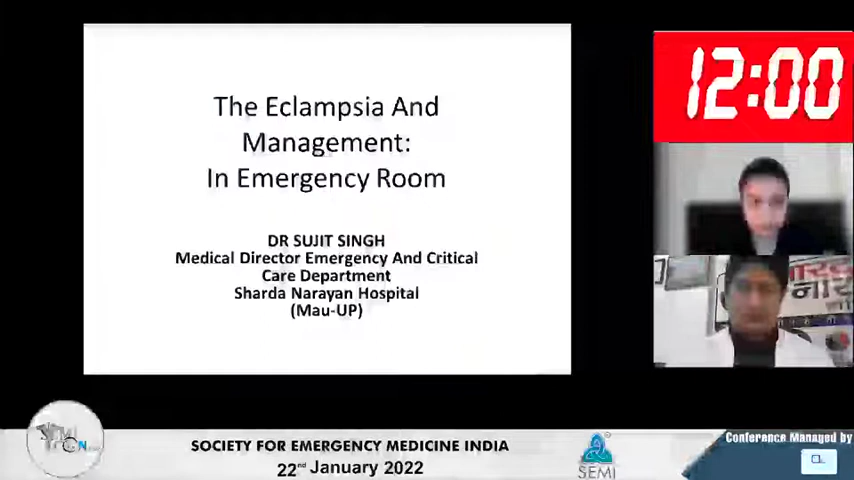 The Eclampsia And
Management:
In Emergency Room
DR SUJIT SINGH
Medical Director Emergency And Critical
Care Department
Sharda Narayan Hospital
(Mau-UP)
12:00
SOCIETY FOR EMERGENCY MEDICINE INDIA
22nd January 2022
SEMI
Conference Managed by